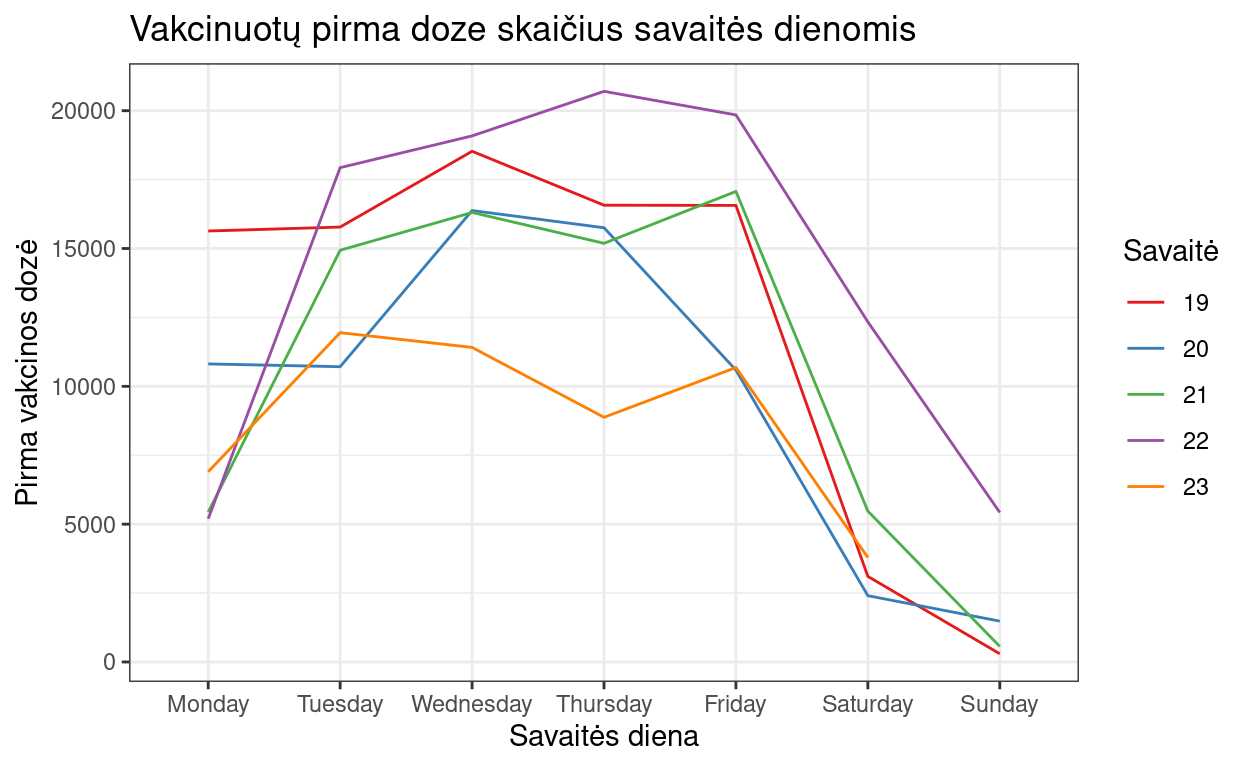 Vakcinuotų pirma doze skaičius savaitės dienomis
Pirma vakcinos dozė
20000
15000
10000
5000
0
Monday
Tuesday
Wednesday
Thursday
Friday
Saturday
Sunday
Savaitės diena
Savaitė
19
20
21
22
23